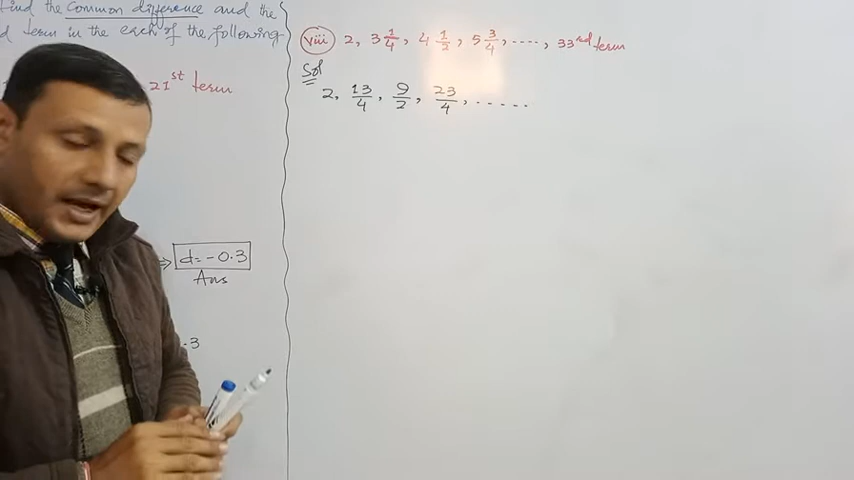 find the common difference and the
term in the each of the following
21st term
d = -0.3
Ans
.3
viii 2, 3 1/4, 4 1/2, 5 3/4, ...., 33rd term
Sol
2, 13/4, 9/2, 23/4, ......